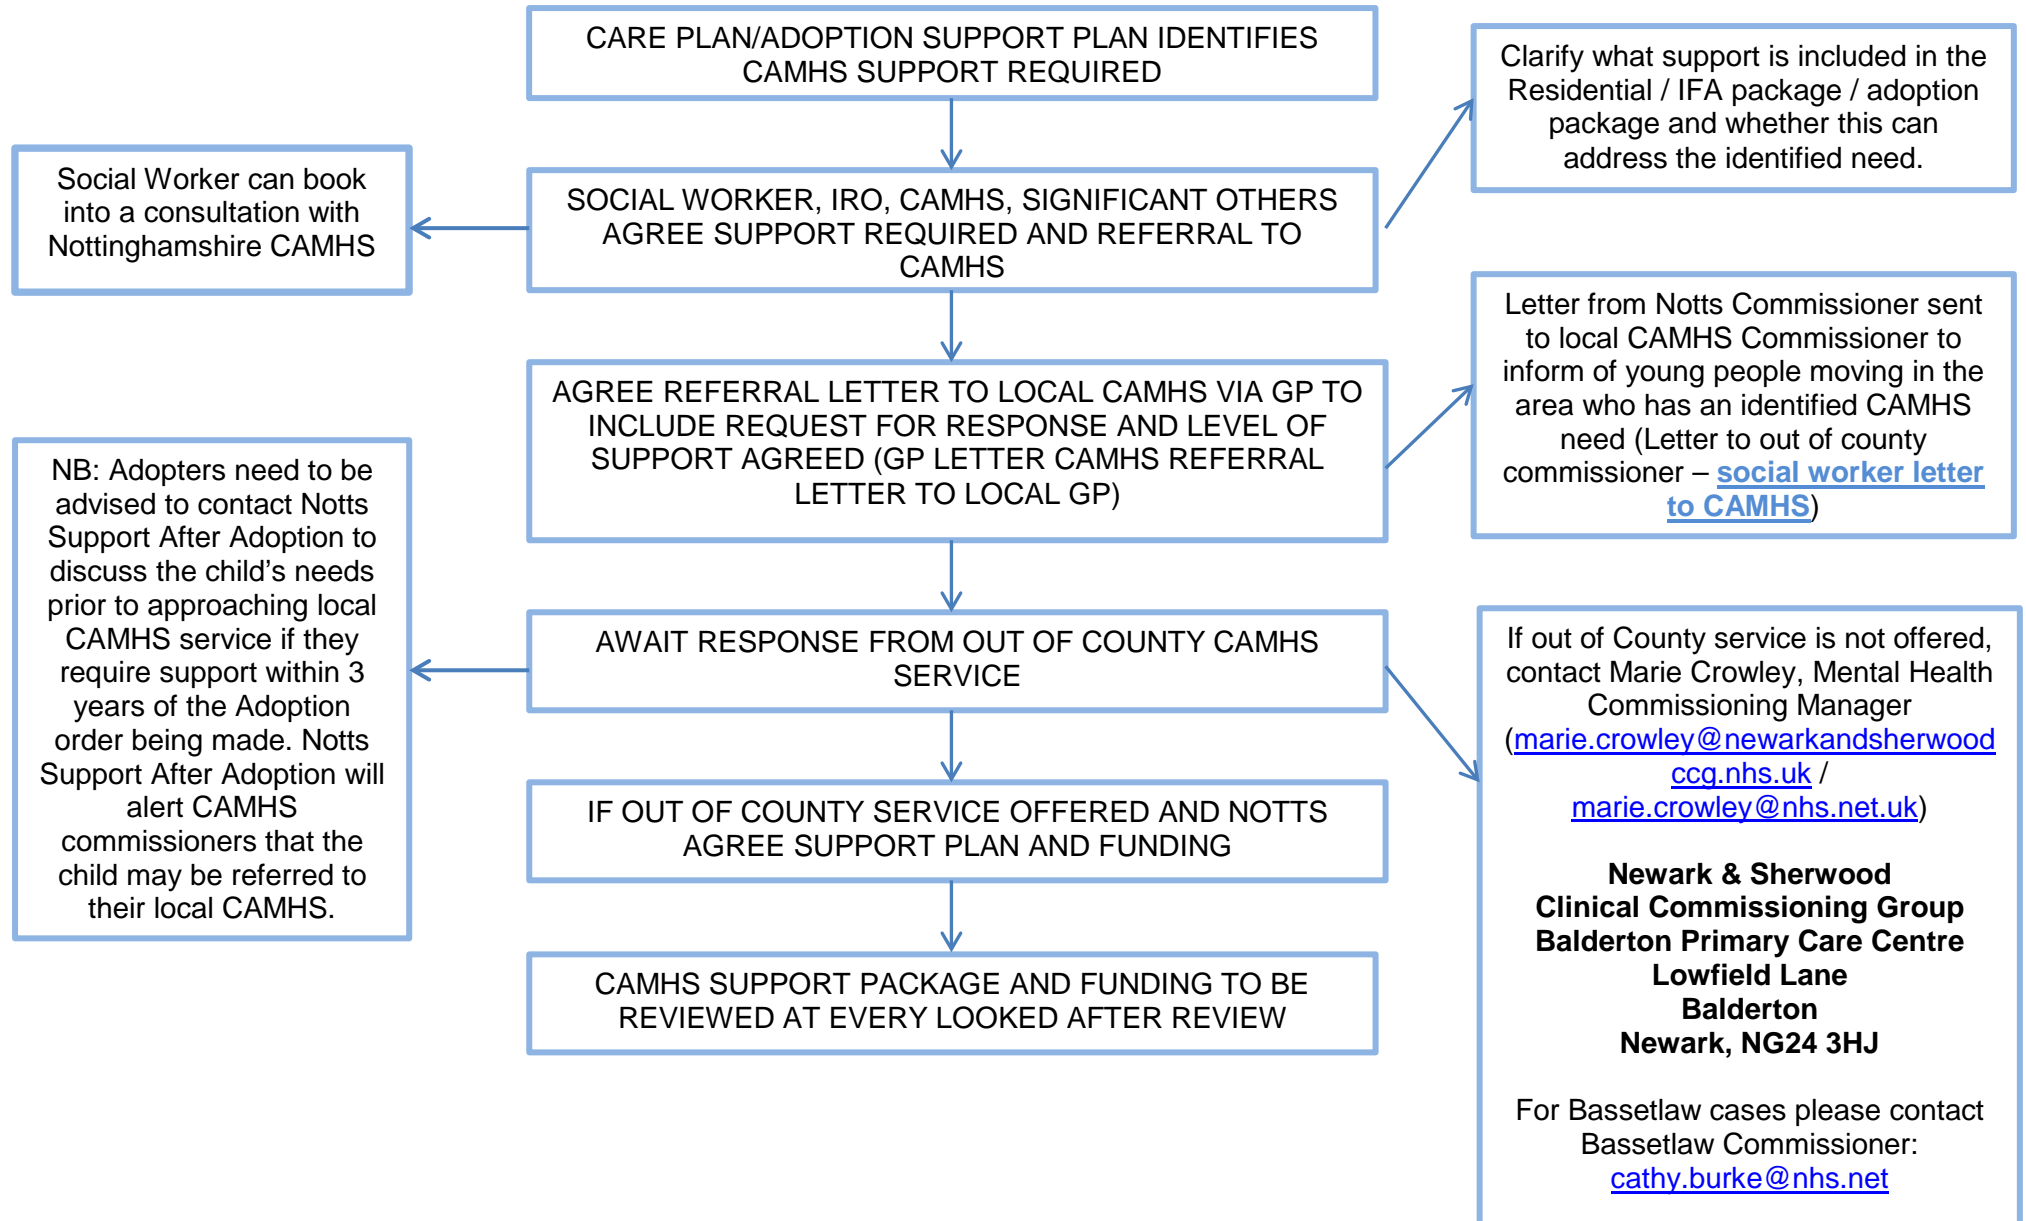 CARE PLAN/ADOPTION SUPPORT PLAN IDENTIFIES
CAMHS SUPPORT REQUIRED
Clarify what support is included in the
Residential / IFA package / adoption
package and whether this can
address the identified need.
Social Worker can book
into a consultation with
Nottinghamshire CAMHS
SOCIAL WORKER, IRO, CAMHS, SIGNIFICANT OTHERS
AGREE SUPPORT REQUIRED AND REFERRAL TO
CAMHS
Letter from Notts Commissioner sent
to local CAMHS Commissioner to
inform of young people moving in the
area who has an identified CAMHS
need (Letter to out of county
commissioner – social worker letter
to CAMHS)
AGREE REFERRAL LETTER TO LOCAL CAMHS VIA GP TO
INCLUDE REQUEST FOR RESPONSE AND LEVEL OF
SUPPORT AGREED (GP LETTER CAMHS REFERRAL
LETTER TO LOCAL GP)
NB: Adopters need to be
advised to contact Notts
Support After Adoption to
discuss the child’s needs
prior to approaching local
CAMHS service if they
require support within 3
years of the Adoption
order being made. Notts
Support After Adoption will
alert CAMHS
commissioners that the
child may be referred to
their local CAMHS.
AWAIT RESPONSE FROM OUT OF COUNTY CAMHS
SERVICE
If out of County service is not offered,
contact Marie Crowley, Mental Health
Commissioning Manager
(marie.crowley@newarkandsherwood
ccg.nhs.uk /
marie.crowley@nhs.net.uk)
Newark & Sherwood
Clinical Commissioning Group
Balderton Primary Care Centre
Lowfield Lane
Balderton
Newark, NG24 3HJ
For Bassetlaw cases please contact
Bassetlaw Commissioner:
cathy.burke@nhs.net
IF OUT OF COUNTY SERVICE OFFERED AND NOTTS
AGREE SUPPORT PLAN AND FUNDING
CAMHS SUPPORT PACKAGE AND FUNDING TO BE
REVIEWED AT EVERY LOOKED AFTER REVIEW